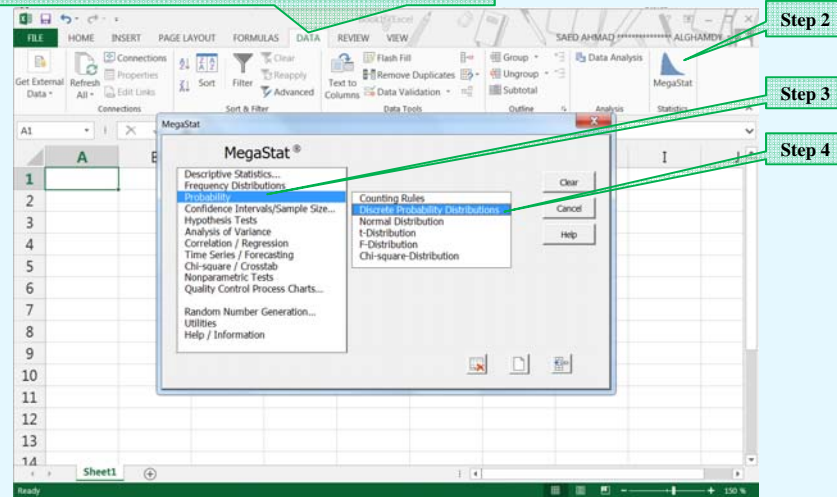 Step 2
FILE HOME INSERT PAGE LAYOUT FORMULAS DATA REVIEW VIEW SAED AHMAD ALGHAMDY
Connections Clear Flash Fill Group Data Analysis
Get External Data Refresh All Properties Sort Filter Reapply Text to Columns Remove Duplicates Ungroup MegaStat
Edit Links Advanced Data Validation Subtotal
Connections Sort & Filter Data Tools Outline Analysis Statistics
Step 3
A1
MegaStat
Step 4
A I
MegaStat ®
Descriptive Statistics...
Frequency Distributions
Probability
Confidence Intervals/Sample Size...
Hypothesis Tests
Analysis of Variance
Correlation / Regression
Time Series / Forecasting
Chi-square / Crosstab
Nonparametric Tests
Quality Control Process Charts...
Random Number Generation...
Utilities
Help / Information
Counting Rules
Discrete Probability Distributions
Normal Distribution
t-Distribution
F-Distribution
Chi-square-Distribution
Clear
Cancel
Help
1
2
3
4
5
6
7
8
9
10
11
12
13
14
Sheet1
Ready 150 %